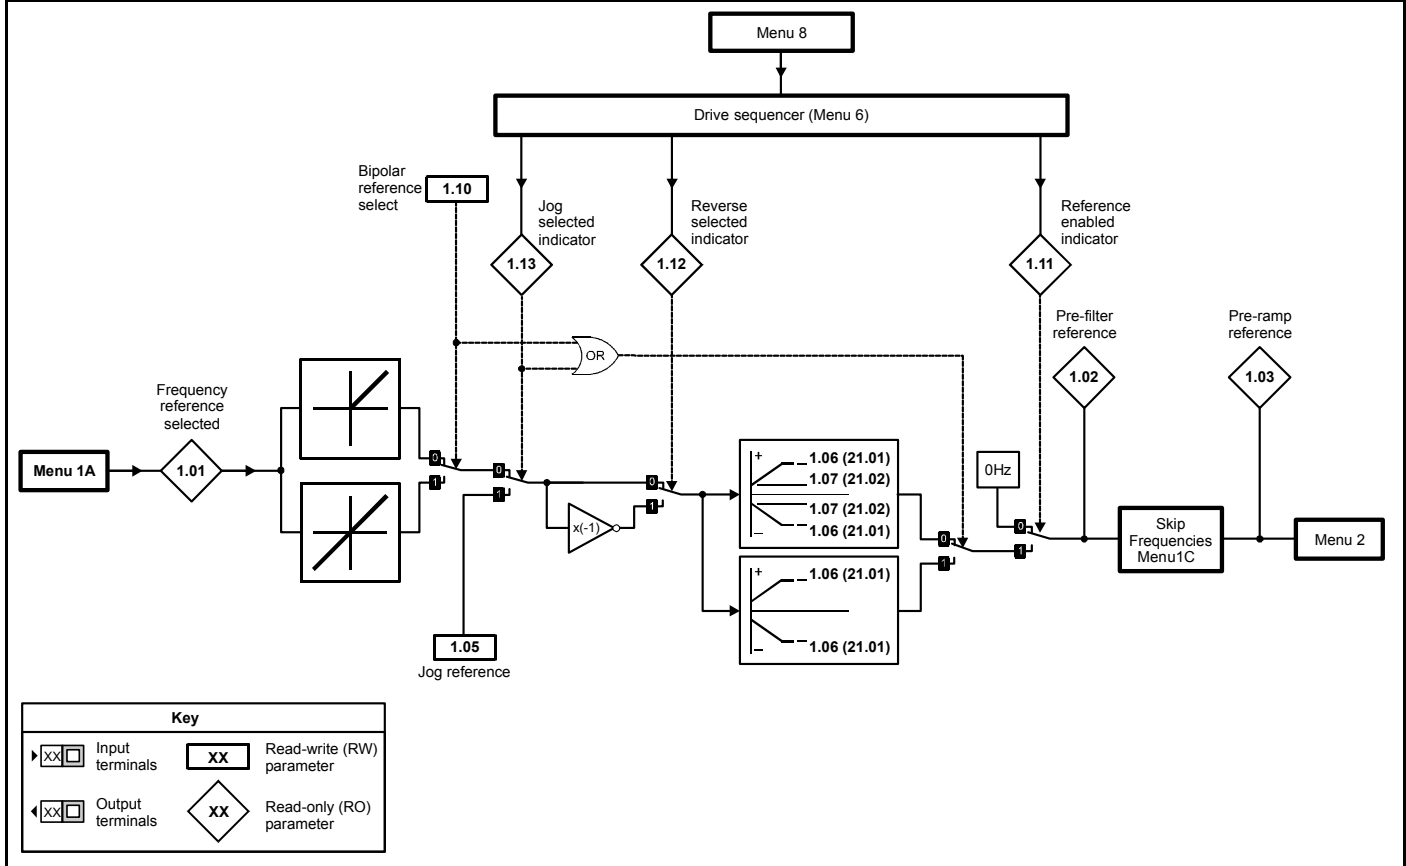 Menu 8
Drive sequencer (Menu 6)
Bipolar
reference
select
1.10
Jog
selected
indicator
1.13
Reverse
selected
indicator
1.12
Reference
enabled
indicator
1.11
OR
Pre-filter
reference
1.02
Pre-ramp
reference
1.03
Frequency
reference
selected
Menu 1A
1.01
0
1
0
1
x(-1)
0
1
+
1.06 (21.01)
1.07 (21.02)
1.07 (21.02)
1.06 (21.01)
–
+
1.06 (21.01)
1.06 (21.01)
–
0
1
0Hz
0
1
Skip
Frequencies
Menu1C
Menu 2
1.05
Jog reference
Key
XX
Input
terminals
XX
Read-write (RW)
parameter
XX
Output
terminals
XX
Read-only (RO)
parameter